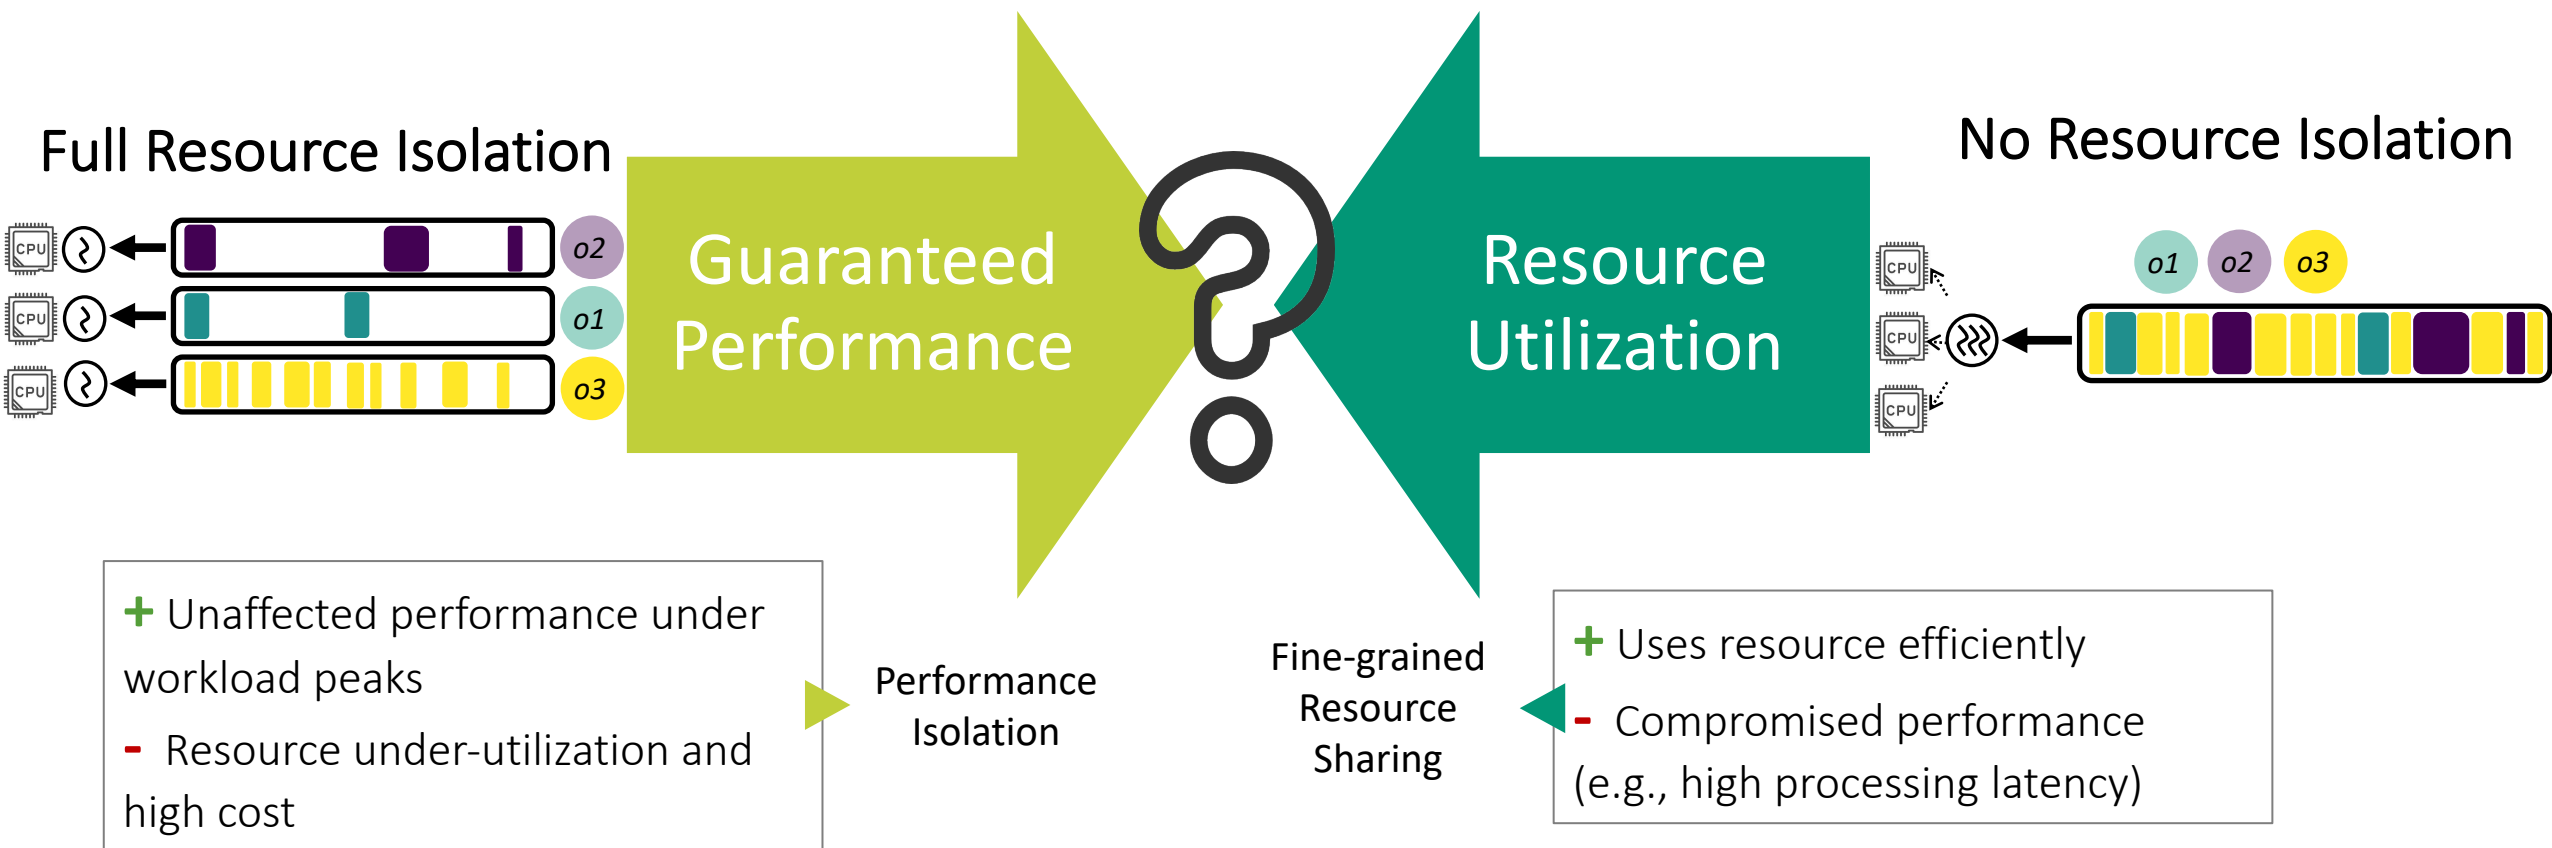 Full Resource Isolation
CPU
o2
CPU
o1
CPU
o3
Guaranteed
Performance
Resource
Utilization
No Resource Isolation
CPU
CPU
CPU
o1 o2 o3
+ Unaffected performance under
workload peaks
- Resource under-utilization and
high cost
Performance
Isolation
Fine-grained
Resource
Sharing
+ Uses resource efficiently
- Compromised performance
(e.g., high processing latency)